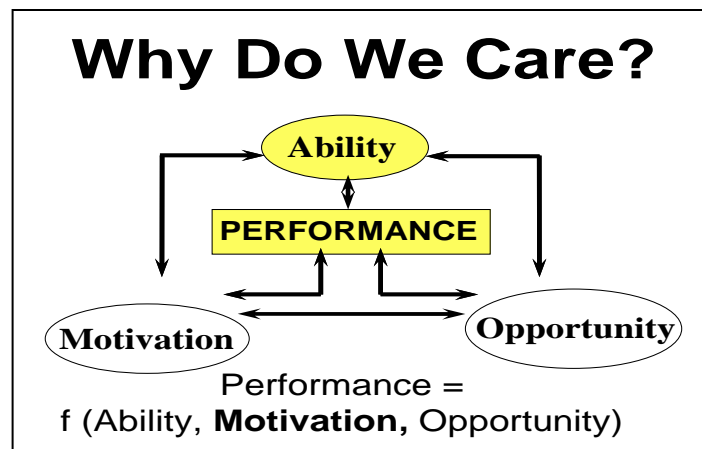 Why Do We Care?
Ability
PERFORMANCE
Motivation
Opportunity
Performance =
f (Ability, Motivation, Opportunity)